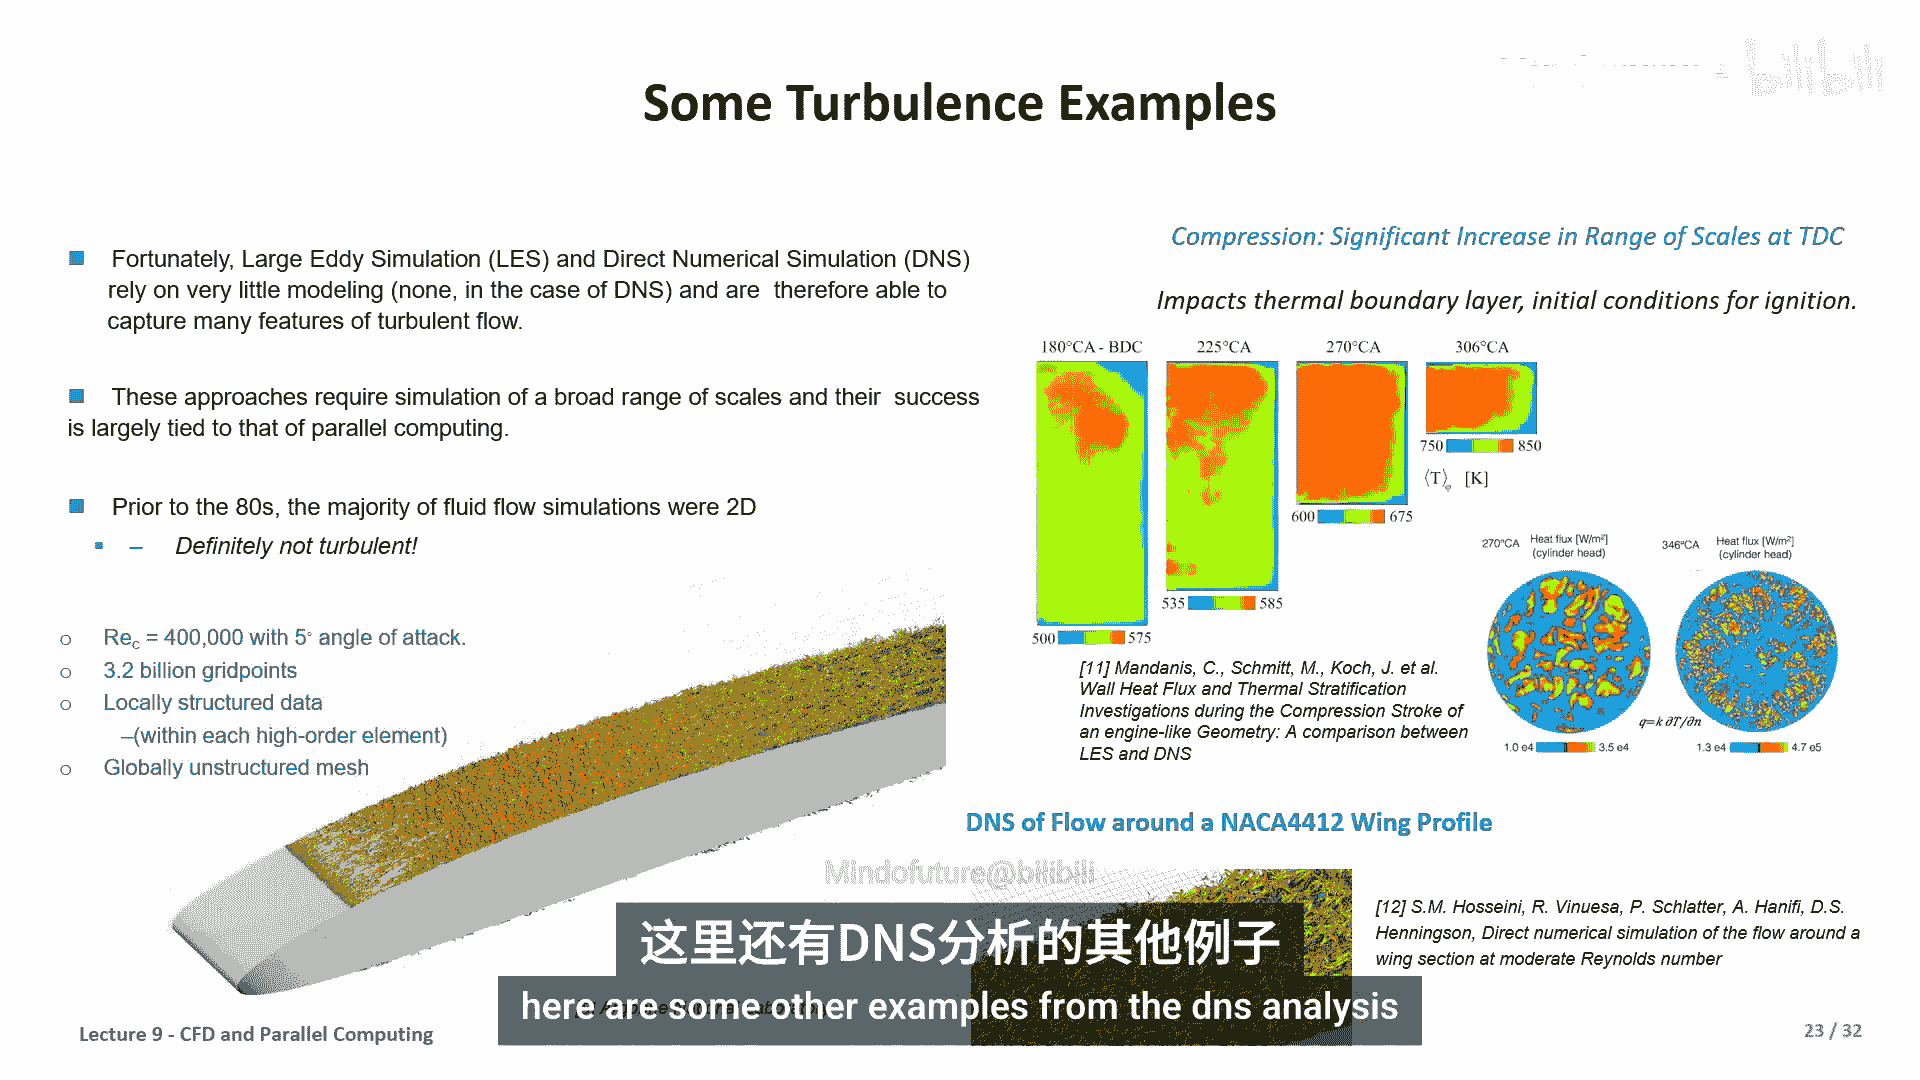 bilibili
Some Turbulence Examples
Fortunately, Large Eddy Simulation (LES) and Direct Numerical Simulation (DNS)
rely on very little modeling (none, in the case of DNS) and are therefore able to
capture many features of turbulent flow.
These approaches require simulation of a broad range of scales and their success
is largely tied to that of parallel computing.
Prior to the 80s, the majority of fluid flow simulations were 2D
– Definitely not turbulent!
o Rec = 400,000 with 5° angle of attack.
o 3.2 billion gridpoints
o Locally structured data
–(within each high-order element)
o Globally unstructured mesh
Compression: Significant Increase in Range of Scales at TDC
Impacts thermal boundary layer, initial conditions for ignition.
180°CA - BDC 225°CA 270°CA 306°CA
750 850
⟨T⟩φ [K]
600 675
535 585
500 575
270°CA Heat flux [W/m²]
(cylinder head)
346°CA Heat flux [W/m²]
(cylinder head)
q=k ∂T/∂n
1.0 e4 3.5 e4
1.3 e4 4.7 e5
[11] Mandanis, C., Schmitt, M., Koch, J. et al.
Wall Heat Flux and Thermal Stratification
Investigations during the Compression Stroke of
an engine-like Geometry: A comparison between
LES and DNS
DNS of Flow around a NACA4412 Wing Profile
Mindofuture@bilibili
[12] S.M. Hosseini, R. Vinuesa, P. Schlatter, A. Hanifi, D.S.
Henningson, Direct numerical simulation of the flow around a
wing section at moderate Reynolds number
这里还有DNS分析的其他例子
here are some other examples from the dns analysis
Lecture 9 - CFD and Parallel Computing
23 / 32